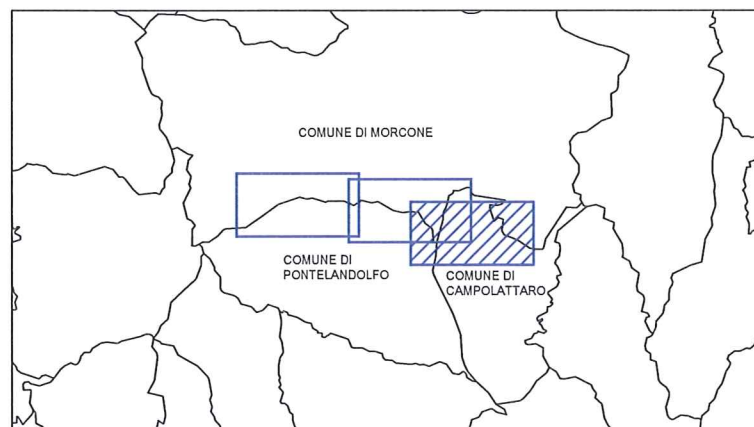 COMUNE DI MORCONE
COMUNE DI
PONTELANDOLFO
COMUNE DI
CAMPOLATTARO